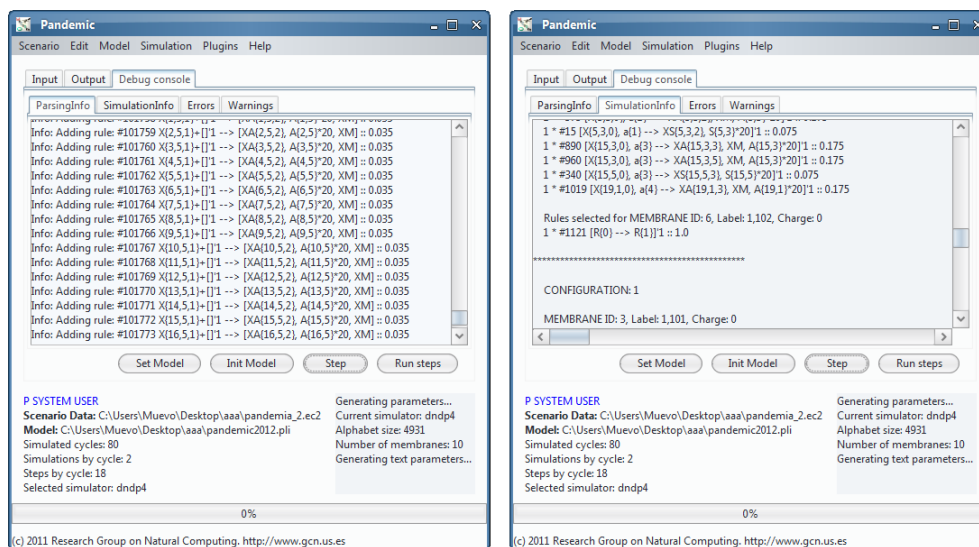 Pandemic
Scenario Edit Model Simulation Plugins Help
Input Output Debug console
ParsingInfo SimulationInfo Errors Warnings
Info: Adding rule: #101759 X{2,5,1}+[]'1 --> [XA{2,5,2}, A{2,5}*20, XM] :: 0.035
Info: Adding rule: #101760 X{3,5,1}+[]'1 --> [XA{3,5,2}, A{3,5}*20, XM] :: 0.035
Info: Adding rule: #101761 X{4,5,1}+[]'1 --> [XA{4,5,2}, A{4,5}*20, XM] :: 0.035
Info: Adding rule: #101762 X{5,5,1}+[]'1 --> [XA{5,5,2}, A{5,5}*20, XM] :: 0.035
Info: Adding rule: #101763 X{6,5,1}+[]'1 --> [XA{6,5,2}, A{6,5}*20, XM] :: 0.035
Info: Adding rule: #101764 X{7,5,1}+[]'1 --> [XA{7,5,2}, A{7,5}*20, XM] :: 0.035
Info: Adding rule: #101765 X{8,5,1}+[]'1 --> [XA{8,5,2}, A{8,5}*20, XM] :: 0.035
Info: Adding rule: #101766 X{9,5,1}+[]'1 --> [XA{9,5,2}, A{9,5}*20, XM] :: 0.035
Info: Adding rule: #101767 X{10,5,1}+[]'1 --> [XA{10,5,2}, A{10,5}*20, XM] :: 0.035
Info: Adding rule: #101768 X{11,5,1}+[]'1 --> [XA{11,5,2}, A{11,5}*20, XM] :: 0.035
Info: Adding rule: #101769 X{12,5,1}+[]'1 --> [XA{12,5,2}, A{12,5}*20, XM] :: 0.035
Info: Adding rule: #101770 X{13,5,1}+[]'1 --> [XA{13,5,2}, A{13,5}*20, XM] :: 0.035
Info: Adding rule: #101771 X{14,5,1}+[]'1 --> [XA{14,5,2}, A{14,5}*20, XM] :: 0.035
Info: Adding rule: #101772 X{15,5,1}+[]'1 --> [XA{15,5,2}, A{15,5}*20, XM] :: 0.035
Info: Adding rule: #101773 X{16,5,1}+[]'1 --> [XA{16,5,2}, A{16,5}*20, XM] :: 0.035
Set Model Init Model Step Run steps
P SYSTEM USER
Scenario Data: C:\Users\Muevo\Desktop\aaa\pandemia_2.ec2
Model: C:\Users\Muevo\Desktop\aaa\pandemic2012.pli
Simulated cycles: 80
Simulations by cycle: 2
Steps by cycle: 18
Selected simulator: dndp4
Generating parameters...
Current simulator: dndp4
Alphabet size: 4931
Number of membranes: 10
Generating text parameters...
0%
(c) 2011 Research Group on Natural Computing. http://www.gcn.us.es
Pandemic
Scenario Edit Model Simulation Plugins Help
Input Output Debug console
ParsingInfo SimulationInfo Errors Warnings
1 * #15 [X{5,3,0}, a{1} --> XS{5,3,2}, S{5,3}*20]'1 :: 0.075
1 * #890 [X{15,3,0}, a{3} --> XA{15,3,3}, XM, A{15,3}*20]'1 :: 0.175
1 * #960 [X{15,3,0}, a{3} --> XA{15,3,5}, XM, A{15,3}*20]'1 :: 0.175
1 * #340 [X{15,5,0}, a{3} --> XS{15,5,3}, S{15,5}*20]'1 :: 0.075
1 * #1019 [X{19,1,0}, a{4} --> XA{19,1,3}, XM, A{19,1}*20]'1 :: 0.175
Rules selected for MEMBRANE ID: 6, Label: 1,102, Charge: 0
1 * #1121 [R{0} --> R{1}]'1 :: 1.0
***********************************************
CONFIGURATION: 1
MEMBRANE ID: 3, Label: 1,101, Charge: 0
Set Model Init Model Step Run steps
P SYSTEM USER
Scenario Data: C:\Users\Muevo\Desktop\aaa\pandemia_2.ec2
Model: C:\Users\Muevo\Desktop\aaa\pandemic2012.pli
Simulated cycles: 80
Simulations by cycle: 2
Steps by cycle: 18
Selected simulator: dndp4
Generating parameters...
Current simulator: dndp4
Alphabet size: 4931
Number of membranes: 10
Generating text parameters...
0%
(c) 2011 Research Group on Natural Computing. http://www.gcn.us.es